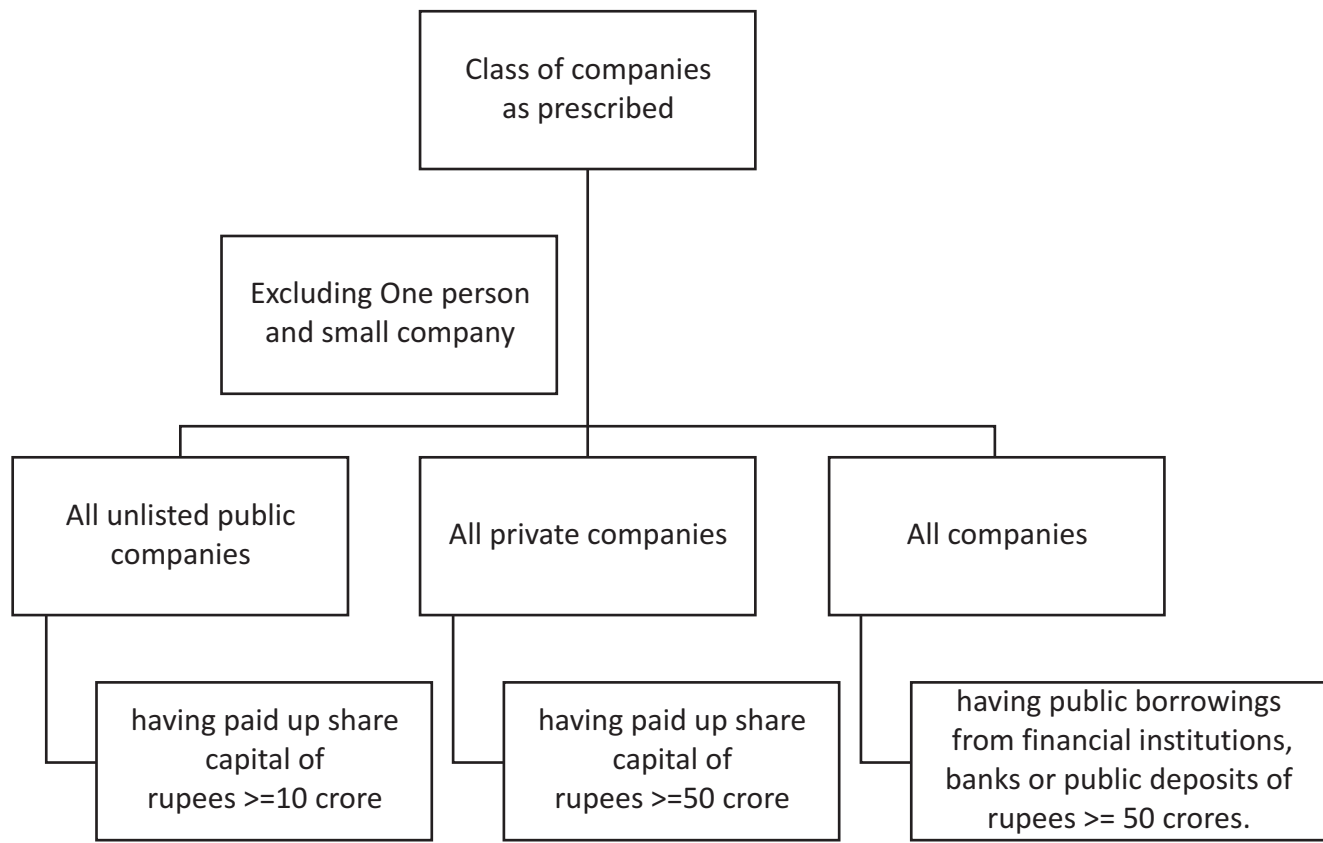 Class of companies
as prescribed
Excluding One person
and small company
All unlisted public
companies
All private companies
All companies
having paid up share
capital of
rupees >=10 crore
having paid up share
capital of
rupees >=50 crore
having public borrowings
from financial institutions,
banks or public deposits of
rupees >= 50 crores.